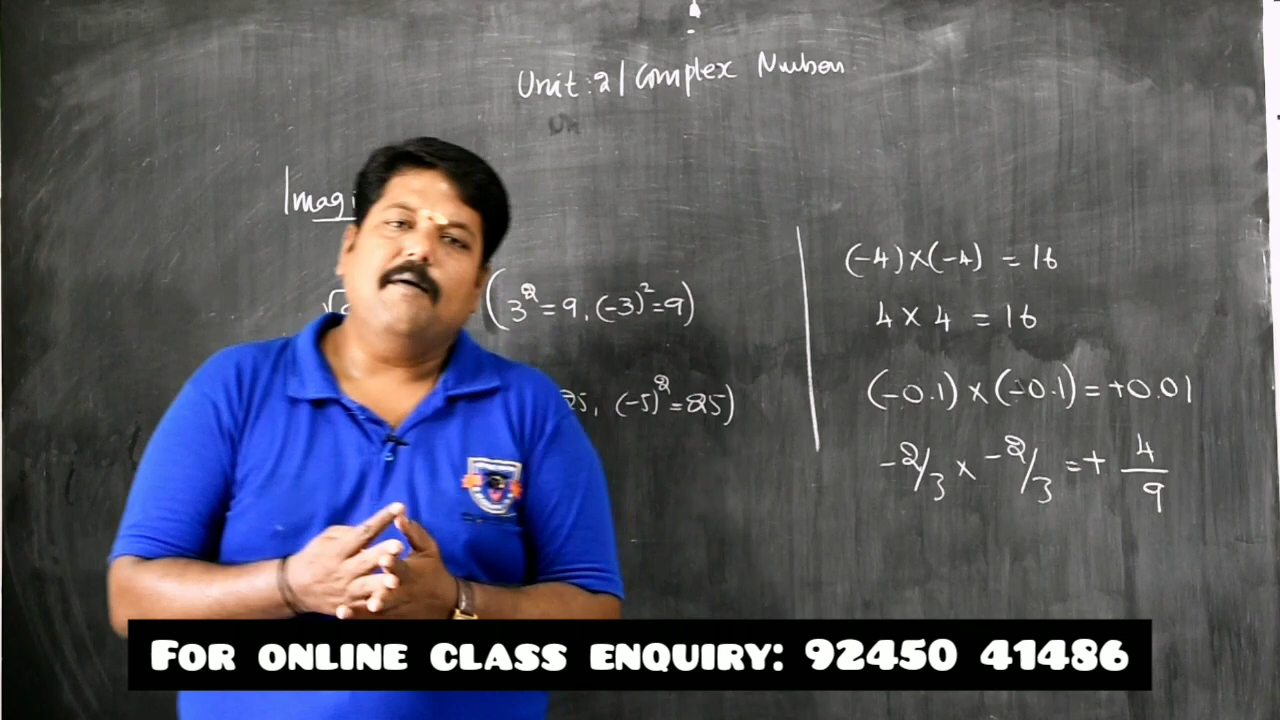 Unit: 2 / Complex Number
Imagi
(3²=9, (-3)²=9)
25, (-5)²=25)
(-4)×(-4) = 16
4 × 4 = 16
(-0.1) × (-0.1) = +0.01
-2/3 × -2/3 = + 4/9
FOR ONLINE CLASS ENQUIRY: 92450 41486